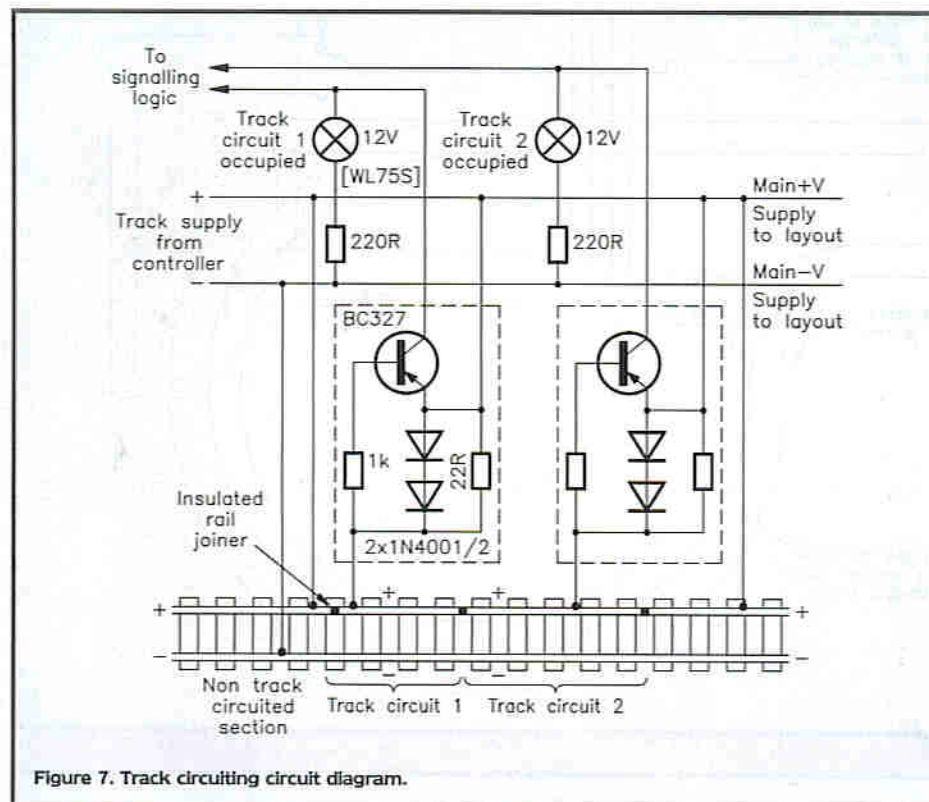 To
signalling
logic
Track
circuit 1
occupied
12V
[WL75S]
Track
circuit 2
occupied
12V
+
Track supply
from
controller
-
220R
220R
Main+V
Supply
to layout
Main-V
Supply
to layout
BC327
1k
22R
2x1N4001/2
Insulated
rail
joiner
+
+
+
+
-
-
-
-
Non track
circuited
section
Track circuit 1
Track circuit 2
Figure 7. Track circuiting circuit diagram.